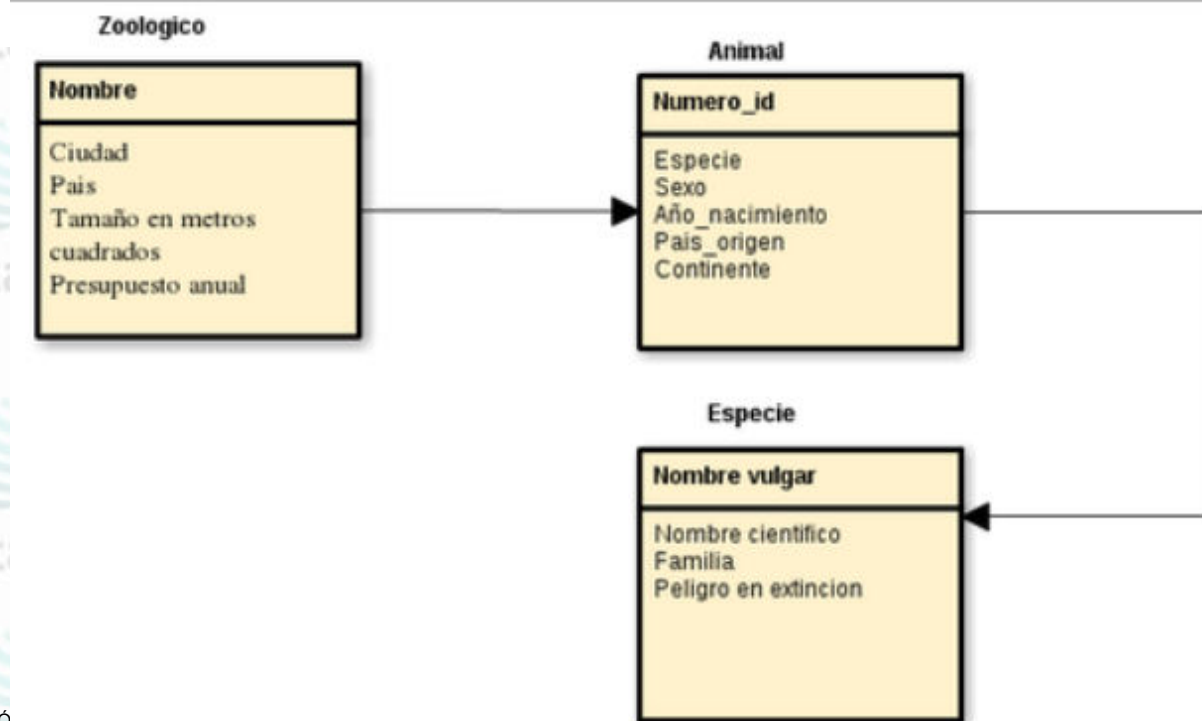 Zoologico
Nombre
Ciudad
Pais
Tamaño en metros
cuadrados
Presupuesto anual
Animal
Numero_id
Especie
Sexo
Año_nacimiento
Pais_origen
Continente
Especie
Nombre vulgar
Nombre cientifico
Familia
Peligro en extincion